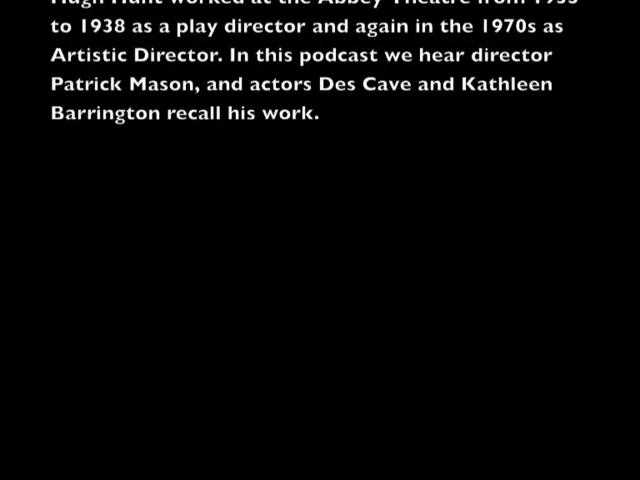 Hugh Hunt worked at the Abbey Theatre from 1935
to 1938 as a play director and again in the 1970s as
Artistic Director. In this podcast we hear director
Patrick Mason, and actors Des Cave and Kathleen
Barrington recall his work.